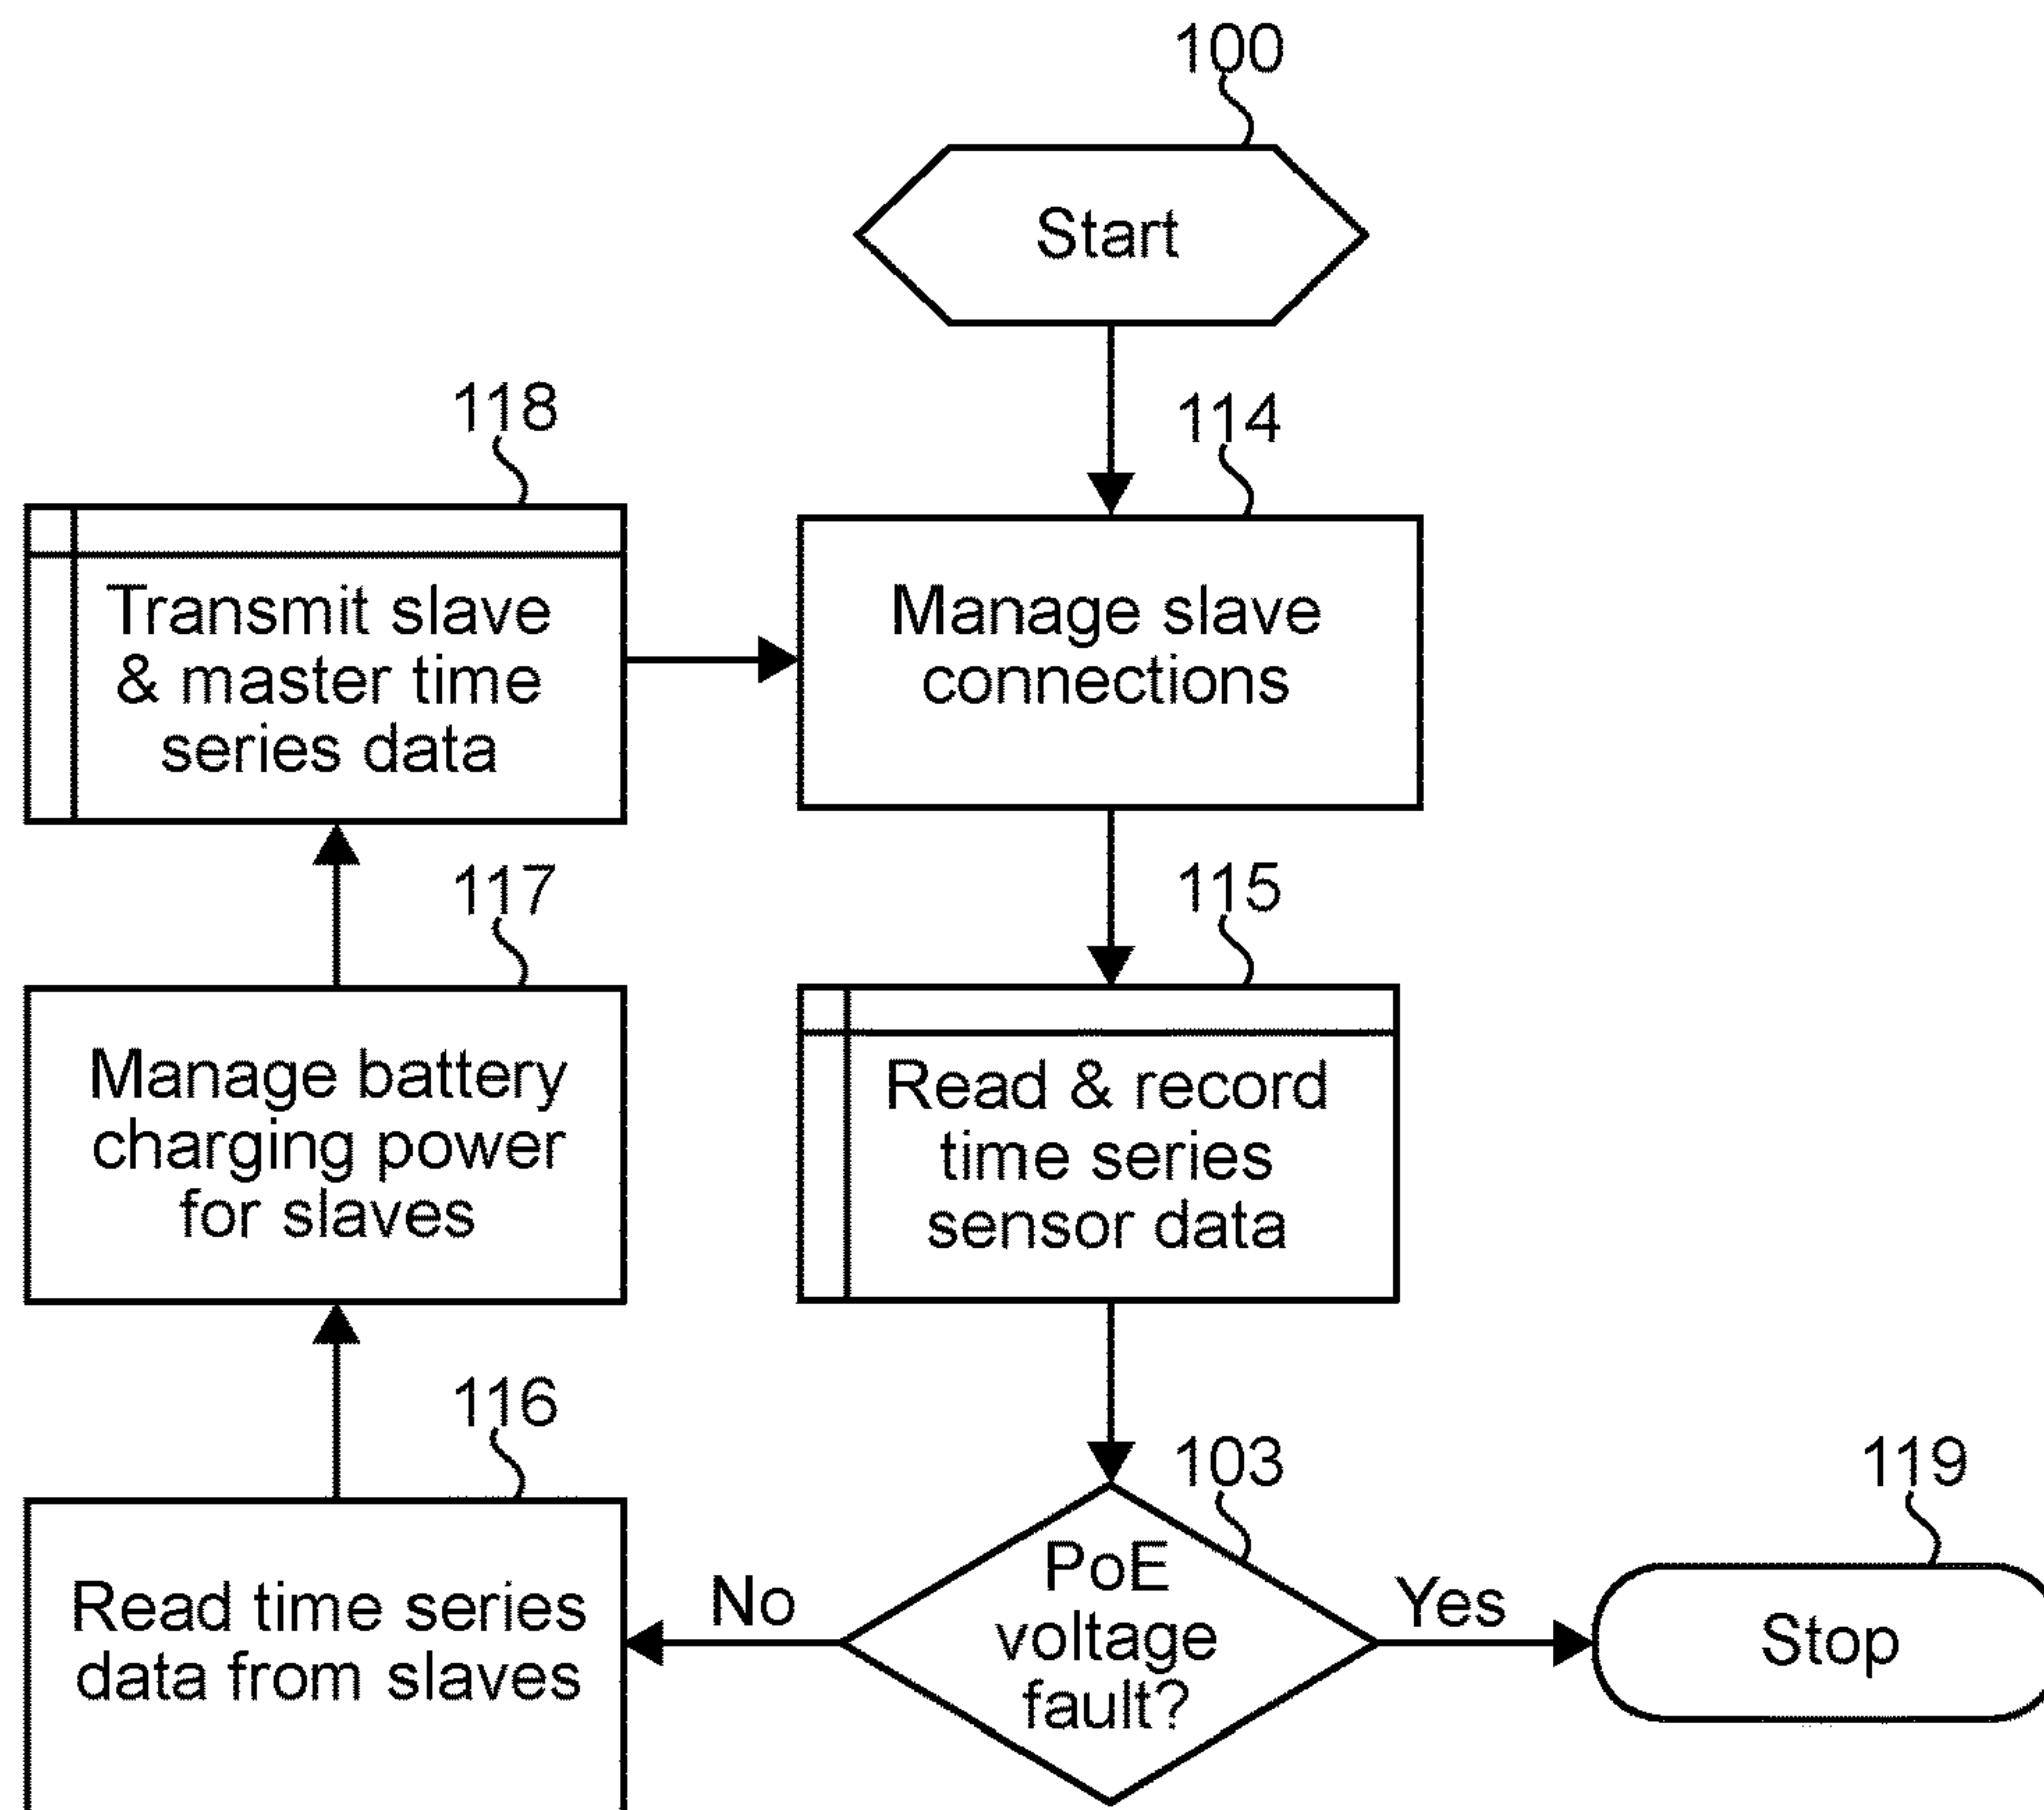 100
Start
118
114
Transmit slave
& master time
series data
Manage slave
connections
117
115
Manage battery
charging power
for slaves
Read & record
time series
sensor data
116
103
119
Read time series
data from slaves
No
PoE
voltage
fault?
Yes
Stop